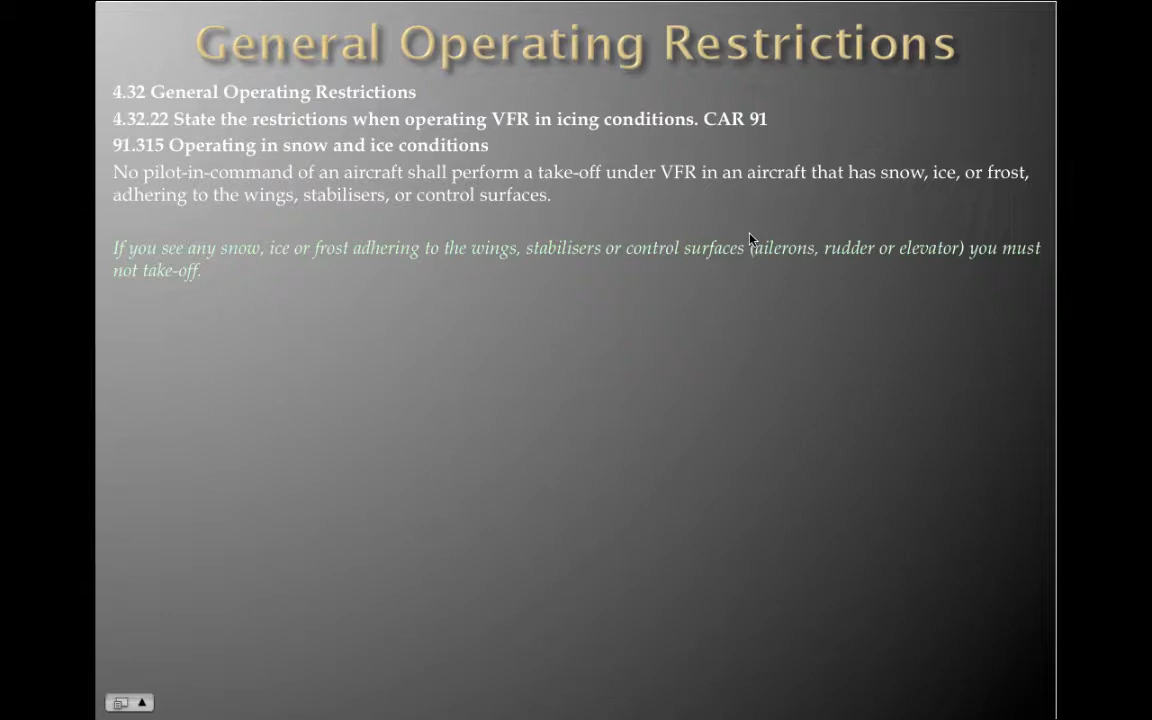 General Operating Restrictions
4.32 General Operating Restrictions
4.32.22 State the restrictions when operating VFR in icing conditions. CAR 91
91.315 Operating in snow and ice conditions
No pilot-in-command of an aircraft shall perform a take-off under VFR in an aircraft that has snow, ice, or frost,
adhering to the wings, stabilisers, or control surfaces.
If you see any snow, ice or frost adhering to the wings, stabilisers or control surfaces (ailerons, rudder or elevator) you must
not take-off.